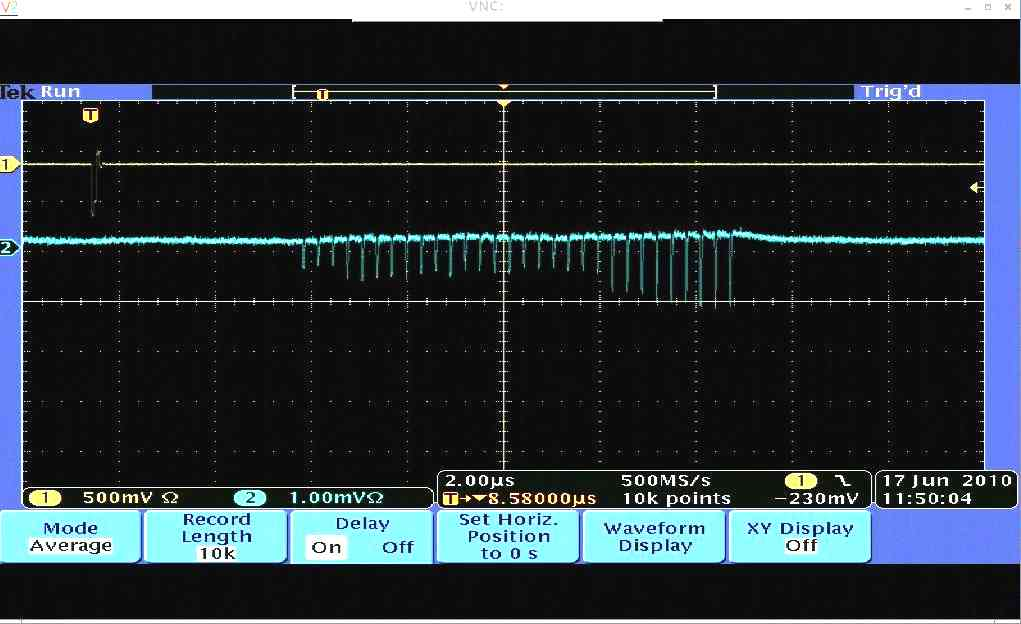 V2 VNC:
Tek Run Trig'd
T
T
1
2
1 500mV Ω 2 1.00mVΩ
2.00µs 500MS/s 1
T→▼8.58000µs 10k points −230mV
17 Jun 2010
11:50:04
Mode
Average
Record
Length
10k
Delay
On Off
Set Horiz.
Position
to 0 s
Waveform
Display
XY Display
Off